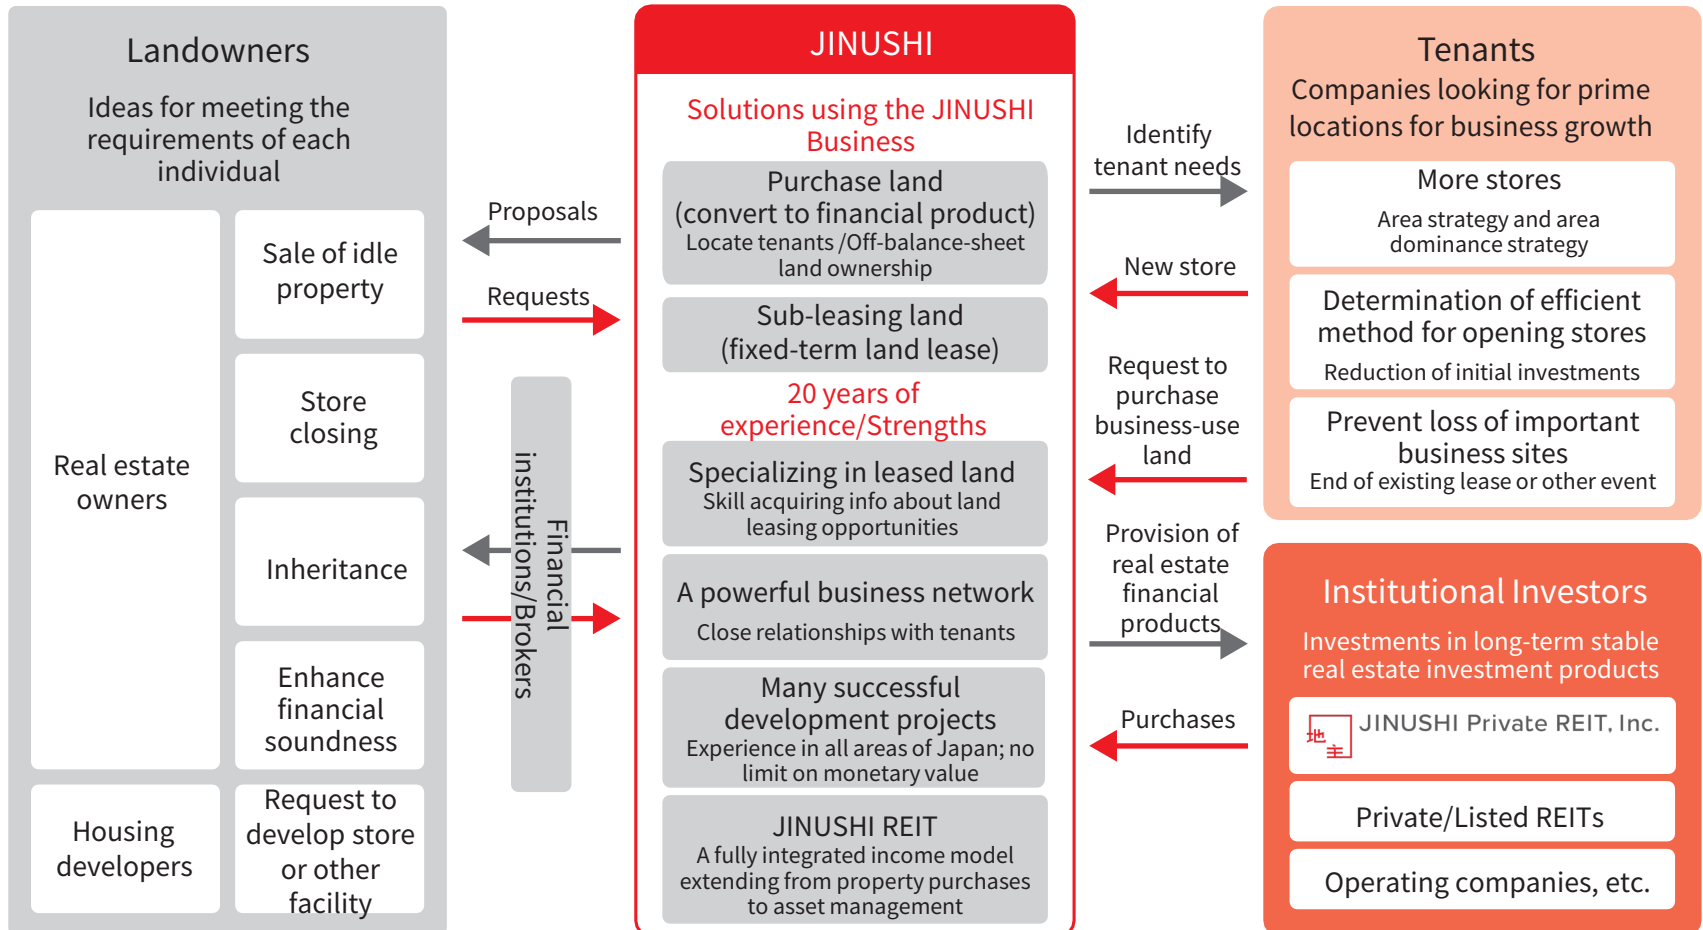 Landowners
Ideas for meeting the
requirements of each
individual
Real estate
owners
Sale of idle
property
Store
closing
Inheritance
Enhance
financial
soundness
Housing
developers
Request to
develop store
or other
facility
Proposals
Requests
Financial
institutions/Brokers
JINUSHI
Solutions using the JINUSHI
Business
Purchase land
(convert to financial product)
Locate tenants /Off-balance-sheet
land ownership
Sub-leasing land
(fixed-term land lease)
20 years of
experience/Strengths
Specializing in leased land
Skill acquiring info about land
leasing opportunities
A powerful business network
Close relationships with tenants
Many successful
development projects
Experience in all areas of Japan; no
limit on monetary value
JINUSHI REIT
A fully integrated income model
extending from property purchases
to asset management
Identify
tenant needs
New store
Request to
purchase
business-use
land
Provision of
real estate
financial
products
Purchases
Tenants
Companies looking for prime
locations for business growth
More stores
Area strategy and area
dominance strategy
Determination of efficient
method for opening stores
Reduction of initial investments
Prevent loss of important
business sites
End of existing lease or other event
Institutional Investors
Investments in long-term stable
real estate investment products
地主
JINUSHI Private REIT, Inc.
Private/Listed REITs
Operating companies, etc.